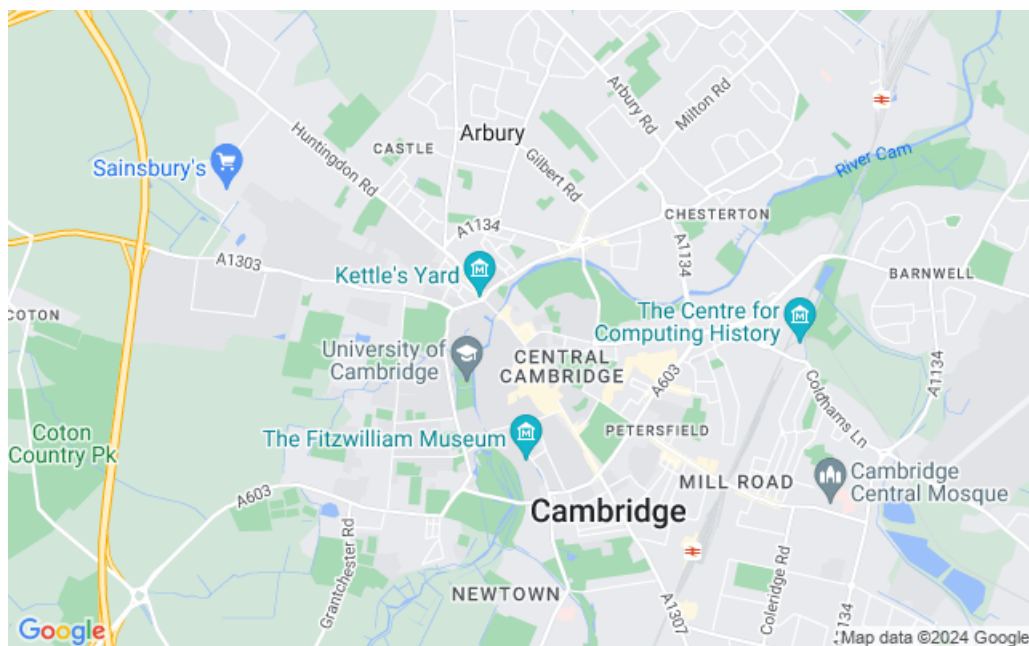 Arbury
Arbury Rd
Milton Rd
Huntingdon Rd
CASTLE
Gilbert Rd
River Cam
Sainsbury's
CHESTERTON
A1134
A1134
A1303
Kettle's Yard
BARNWELL
COTON
The Centre for
Computing History
University of
Cambridge
CENTRAL
CAMBRIDGE
A603
A1134
Coldhams Ln
Coton
Country Pk
The Fitzwilliam Museum
PETERSFIELD
MILL ROAD
Cambridge
Central Mosque
A603
Cambridge
Grantchester Rd
Coleridge Rd
NEWTOWN
A1307
A1134
Google
Map data ©2024 Google